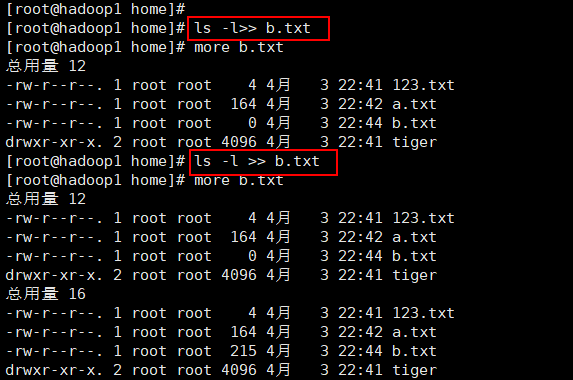 [root@hadoop1 home]#
[root@hadoop1 home]# ls -l>> b.txt
[root@hadoop1 home]# more b.txt
总用量 12
-rw-r--r--. 1 root root    4 4月   3 22:41 123.txt
-rw-r--r--. 1 root root  164 4月   3 22:42 a.txt
-rw-r--r--. 1 root root    0 4月   3 22:44 b.txt
drwxr-xr-x. 2 root root 4096 4月   3 22:41 tiger
[root@hadoop1 home]# ls -l >> b.txt
[root@hadoop1 home]# more b.txt
总用量 12
-rw-r--r--. 1 root root    4 4月   3 22:41 123.txt
-rw-r--r--. 1 root root  164 4月   3 22:42 a.txt
-rw-r--r--. 1 root root    0 4月   3 22:44 b.txt
drwxr-xr-x. 2 root root 4096 4月   3 22:41 tiger
总用量 16
-rw-r--r--. 1 root root    4 4月   3 22:41 123.txt
-rw-r--r--. 1 root root  164 4月   3 22:42 a.txt
-rw-r--r--. 1 root root  215 4月   3 22:44 b.txt
drwxr-xr-x. 2 root root 4096 4月   3 22:41 tiger